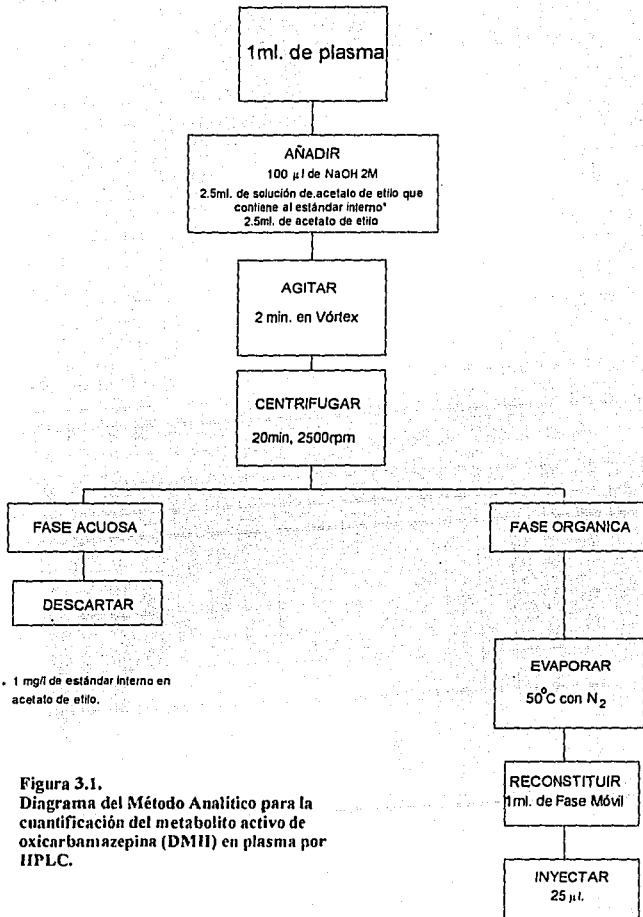 1ml. de plasma
AÑADIR
100 µl de NaOH 2M
2.5ml. de solución de.acetato de etilo que
contiene al estándar interno*
2.5ml. de acetato de etilo
AGITAR
2 min. en Vórtex
CENTRIFUGAR
20min, 2500rpm
FASE ACUOSA
DESCARTAR
FASE ORGANICA
EVAPORAR
50°C con N2
RECONSTITUIR
1ml. de Fase Móvil
INYECTAR
25 µl.
* 1 mg/l de estándar interno en
acetato de etilo.
Figura 3.1.
Diagrama del Método Analítico para la
cuantificación del metabolito activo de
oxicarbamazepina (DMH) en plasma por
HPLC.